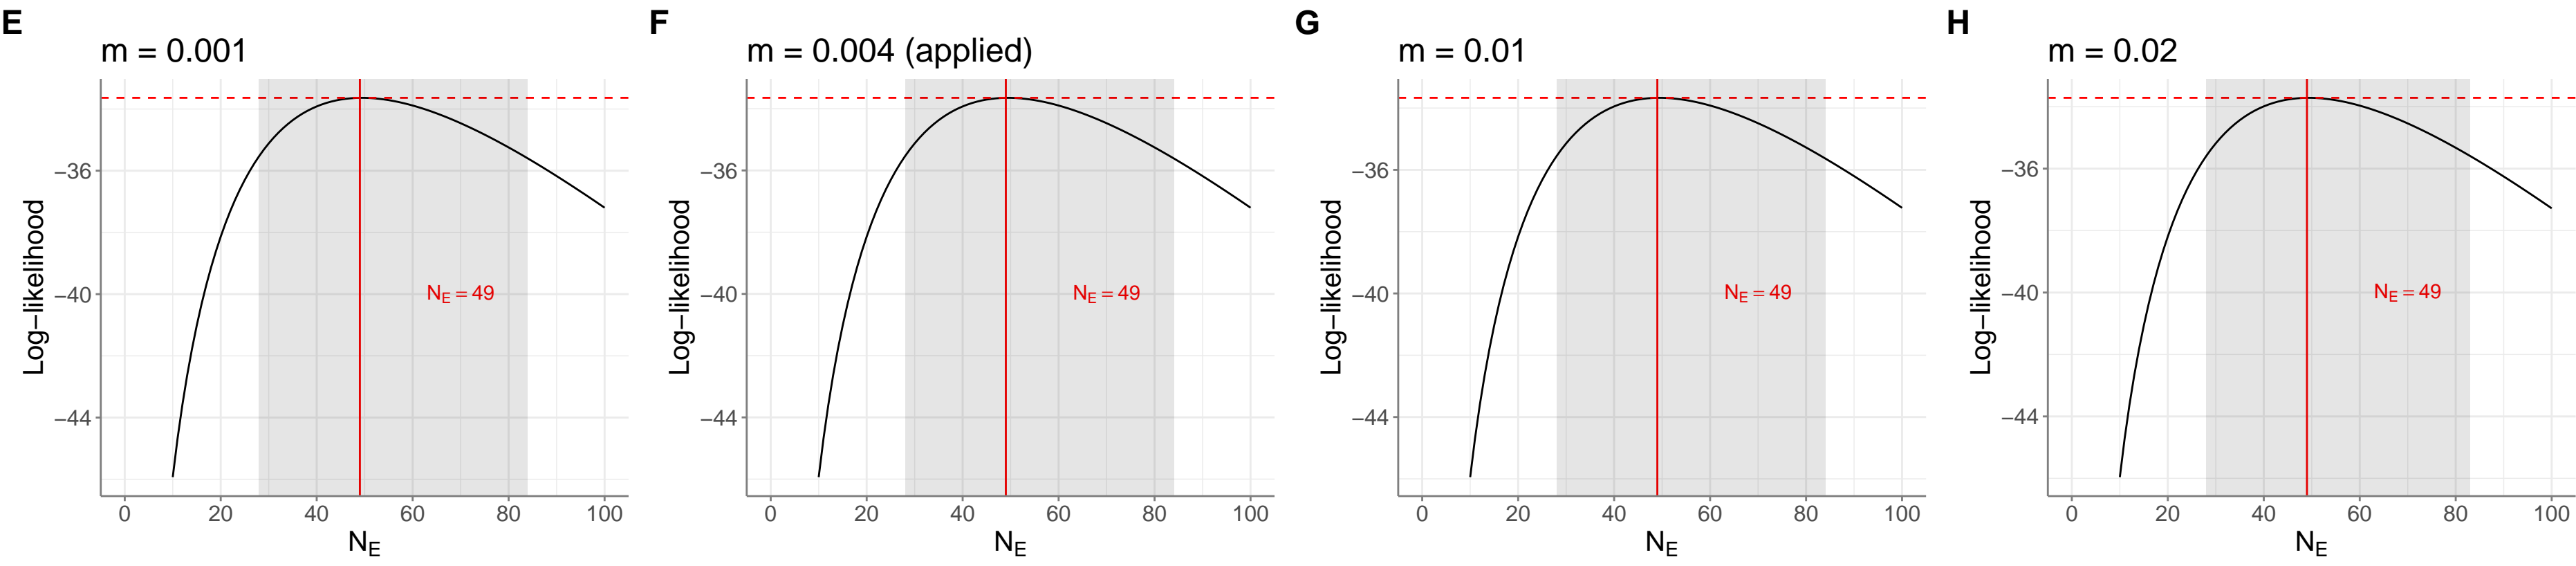 E
m = 0.001
Log−likelihood
−36
−40
−44
N_E = 49
0 20 40 60 80 100
N_E
F
m = 0.004 (applied)
Log−likelihood
−36
−40
−44
N_E = 49
0 20 40 60 80 100
N_E
G
m = 0.01
Log−likelihood
−36
−40
−44
N_E = 49
0 20 40 60 80 100
N_E
H
m = 0.02
Log−likelihood
−36
−40
−44
N_E = 49
0 20 40 60 80 100
N_E